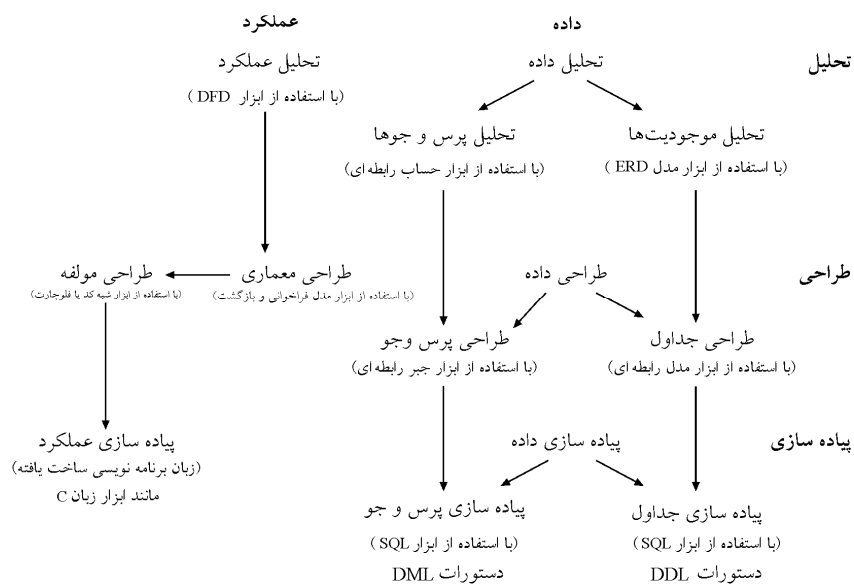 داده
عملکرد
تحلیل
تحلیل داده
تحلیل عملکرد
(با استفاده از ابزار DFD )
تحلیل موجودیت‌ها
(با استفاده از ابزار مدل ERD )
تحلیل پرس و جوها
(با استفاده از ابزار حساب رابطه ای)
طراحی
طراحی داده
طراحی معماری
(با استفاده از ابزار مدل فراخوانی و بازگشت)
طراحی مولفه
(با استفاده از ابزار شبه کد یا فلوچارت)
طراحی جداول
(با استفاده از ابزار مدل رابطه ای)
طراحی پرس وجو
(با استفاده از ابزار جبر رابطه ای)
پیاده سازی
پیاده سازی داده
پیاده سازی عملکرد
(زبان برنامه نویسی ساخت یافته)
مانند ابزار زبان C
پیاده سازی جداول
(با استفاده از ابزار SQL )
دستورات DDL
پیاده سازی پرس و جو
(با استفاده از ابزار SQL )
دستورات DML